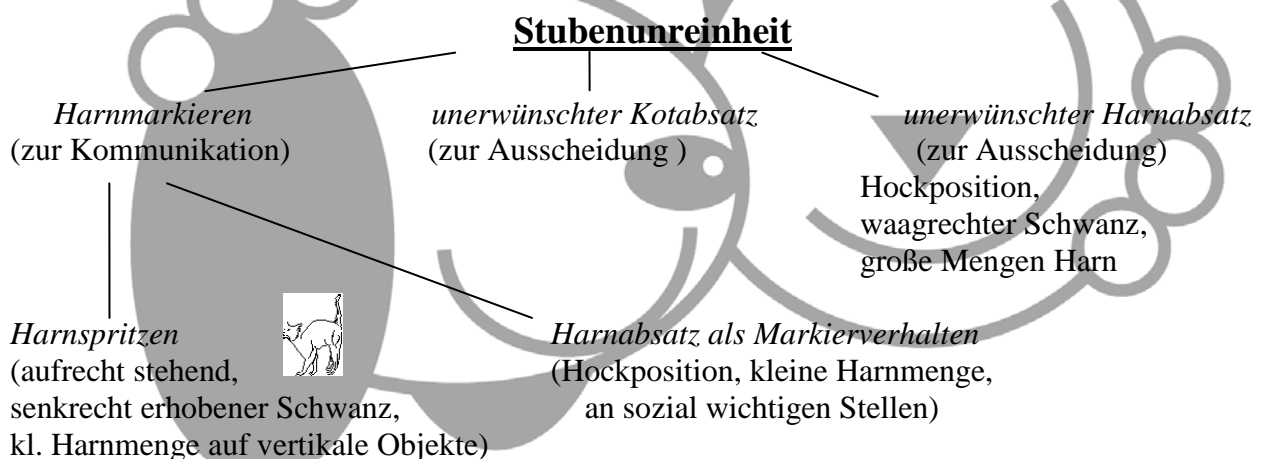 Stubenunreinheit
Harnmarkieren
(zur Kommunikation)
unerwünschter Kotabsatz
(zur Ausscheidung )
unerwünschter Harnabsatz
(zur Ausscheidung)
Hockposition,
waagrechter Schwanz,
große Mengen Harn
Harnspritzen
(aufrecht stehend,
senkrecht erhobener Schwanz,
kl. Harnmenge auf vertikale Objekte)
Harnabsatz als Markierverhalten
(Hockposition, kleine Harnmenge,
an sozial wichtigen Stellen)